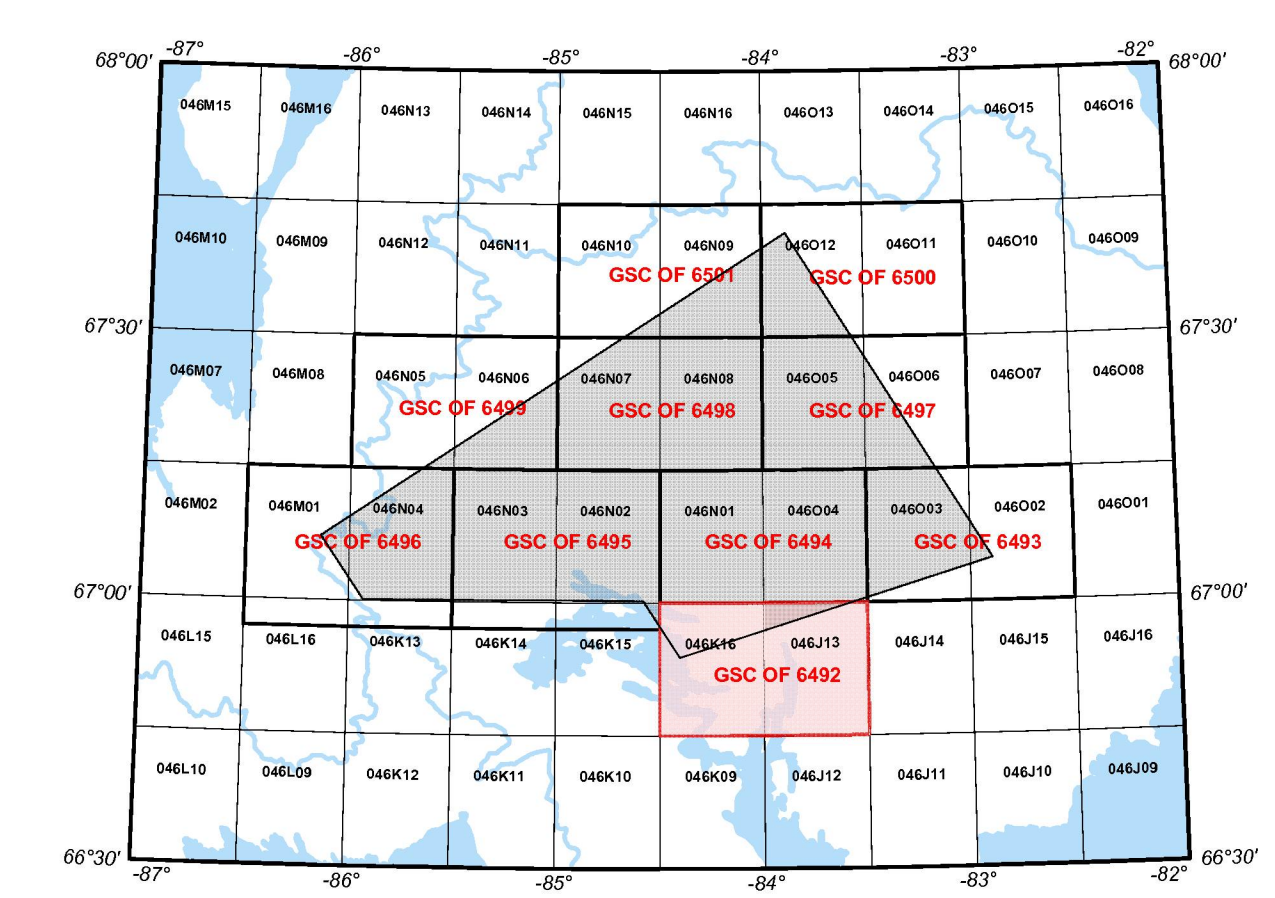 -87° -86° -85° -84° -83° -82°
68°00' 68°00'
046M15 046M16 046N13 046N14 046N15 046N16 046O13 046O14 046O15 046O16
046M10 046M09 046N12 046N11 046N10 046N09 046O12 046O11 046O10 046O09
GSC OF 6501 GSC OF 6500
67°30' 67°30'
046M07 046M08 046N05 046N06 046N07 046N08 046O05 046O06 046O07 046O08
GSC OF 6499 GSC OF 6498 GSC OF 6497
046M02 046M01 046N04 046N03 046N02 046N01 046O04 046O03 046O02 046O01
GSC OF 6496 GSC OF 6495 GSC OF 6494 GSC OF 6493
67°00' 67°00'
046L15 046L16 046K13 046K14 046K15 046K16 046J13 046J14 046J15 046J16
GSC OF 6492
046L10 046L09 046K12 046K11 046K10 046K09 046J12 046J11 046J10 046J09
66°30' 66°30'
-87° -86° -85° -84° -83° -82°